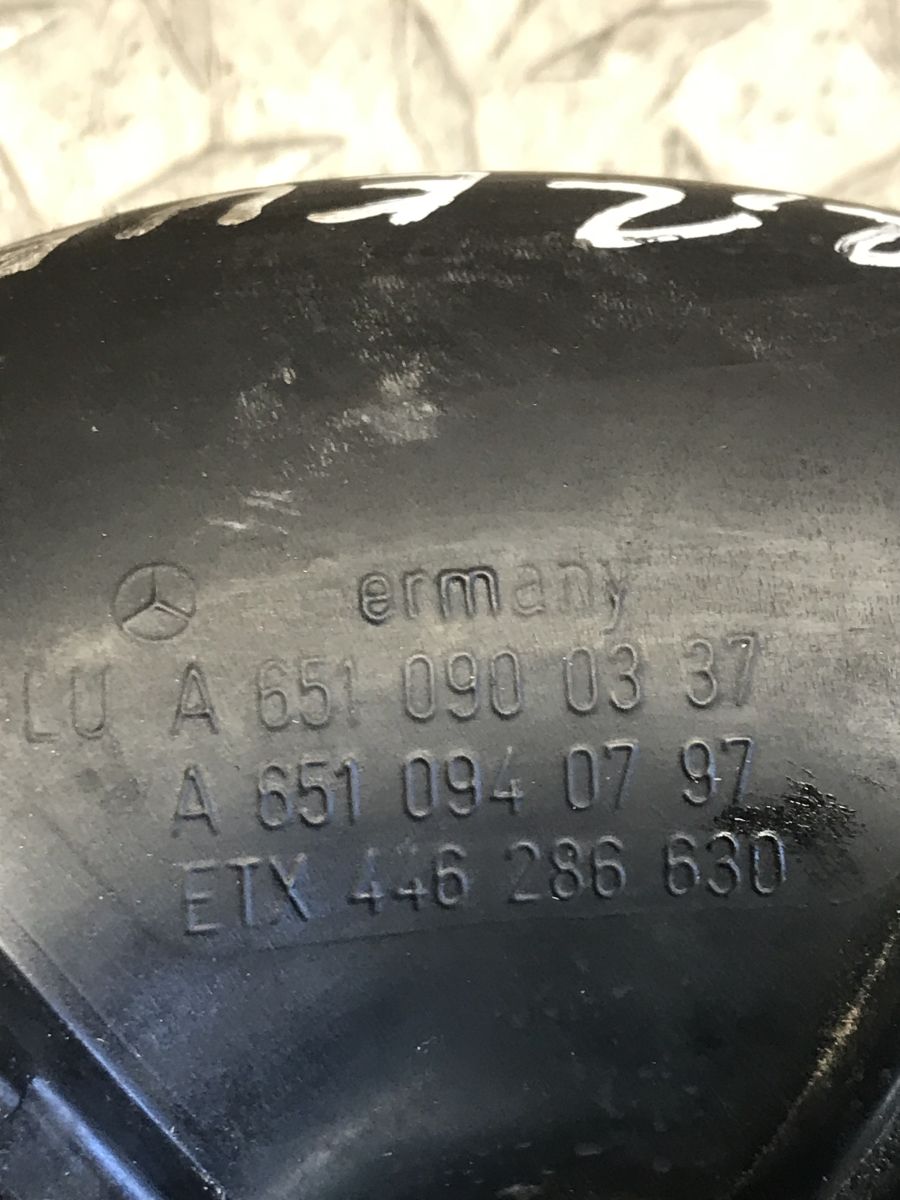 ermany
LU A 651 090 03 37
A 651 094 07 97
ETX 446 286 630